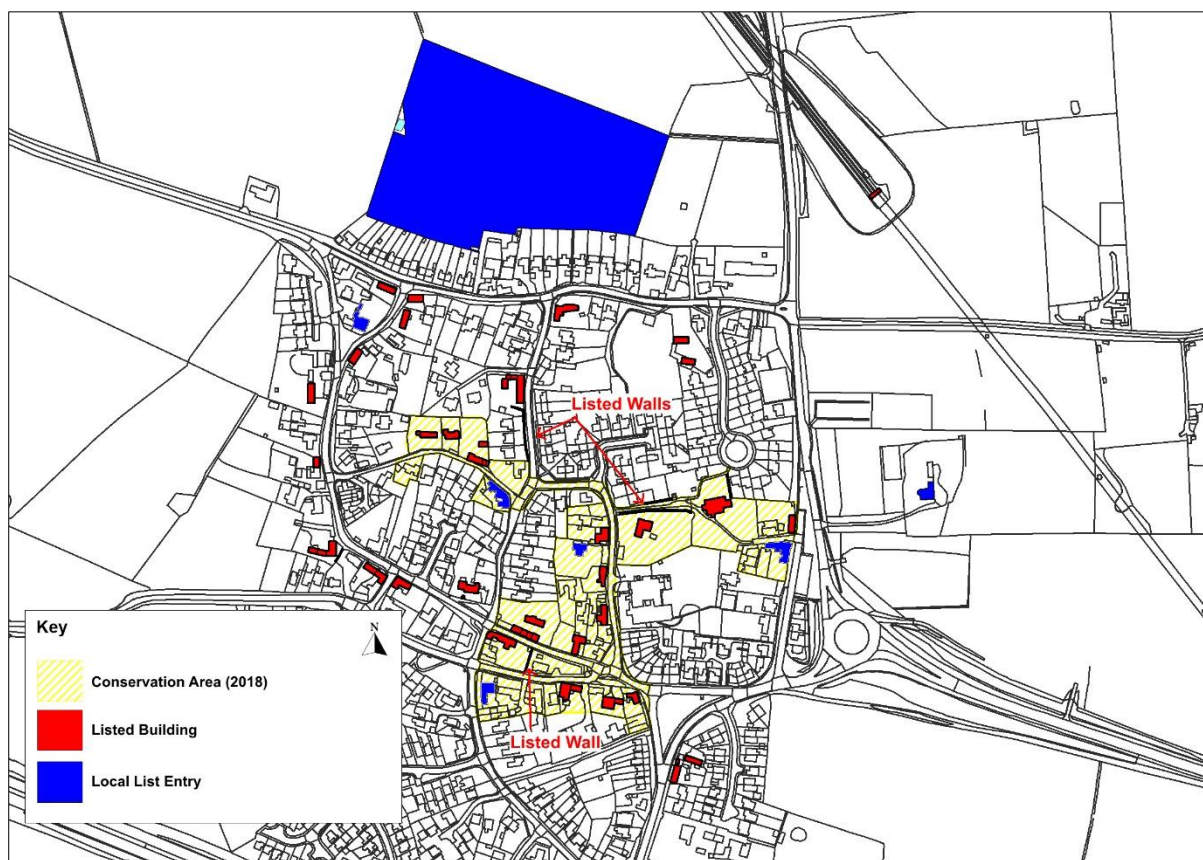 Listed Walls
Key
N
Conservation Area (2018)
Listed Building
Local List Entry
Listed Wall